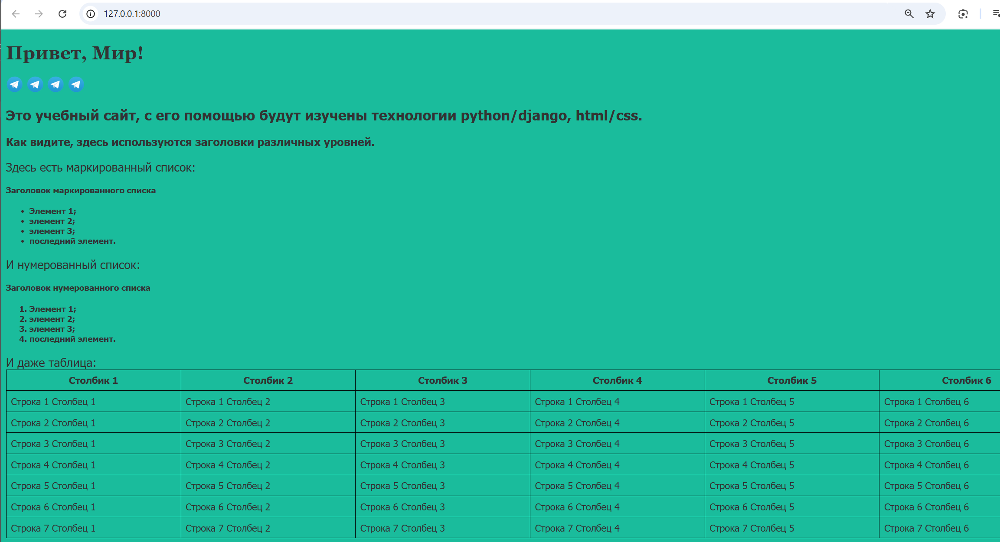 127.0.0.1:8000
Привет, Мир!
Это учебный сайт, с его помощью будут изучены технологии python/django, html/css.
Как видите, здесь используются заголовки различных уровней.
Здесь есть маркированный список:
Заголовок маркированного списка
• Элемент 1;
• элемент 2;
• элемент 3;
• последний элемент.
И нумерованный список:
Заголовок нумерованного списка
1. Элемент 1;
2. элемент 2;
3. элемент 3;
4. последний элемент.
И даже таблица:
Столбик 1 Столбик 2 Столбик 3 Столбик 4 Столбик 5 Столбик 6
Строка 1 Столбец 1 Строка 1 Столбец 2 Строка 1 Столбец 3 Строка 1 Столбец 4 Строка 1 Столбец 5 Строка 1 Столбец 6
Строка 2 Столбец 1 Строка 2 Столбец 2 Строка 2 Столбец 3 Строка 2 Столбец 4 Строка 2 Столбец 5 Строка 2 Столбец 6
Строка 3 Столбец 1 Строка 3 Столбец 2 Строка 3 Столбец 3 Строка 3 Столбец 4 Строка 3 Столбец 5 Строка 3 Столбец 6
Строка 4 Столбец 1 Строка 4 Столбец 2 Строка 4 Столбец 3 Строка 4 Столбец 4 Строка 4 Столбец 5 Строка 4 Столбец 6
Строка 5 Столбец 1 Строка 5 Столбец 2 Строка 5 Столбец 3 Строка 5 Столбец 4 Строка 5 Столбец 5 Строка 5 Столбец 6
Строка 6 Столбец 1 Строка 6 Столбец 2 Строка 6 Столбец 3 Строка 6 Столбец 4 Строка 6 Столбец 5 Строка 6 Столбец 6
Строка 7 Столбец 1 Строка 7 Столбец 2 Строка 7 Столбец 3 Строка 7 Столбец 4 Строка 7 Столбец 5 Строка 7 Столбец 6